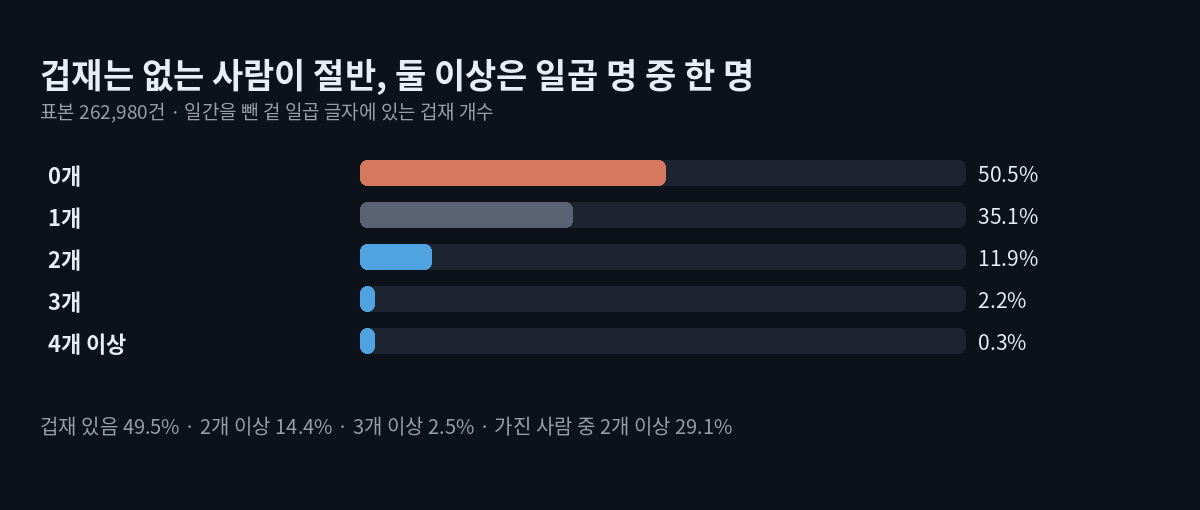 겁재는 없는 사람이 절반, 둘 이상은 일곱 명 중 한 명
표본 262,980건 · 일간을 뺀 겉 일곱 글자에 있는 겁재 개수
0개 50.5%
1개 35.1%
2개 11.9%
3개 2.2%
4개 이상 0.3%
겁재 있음 49.5% · 2개 이상 14.4% · 3개 이상 2.5% · 가진 사람 중 2개 이상 29.1%